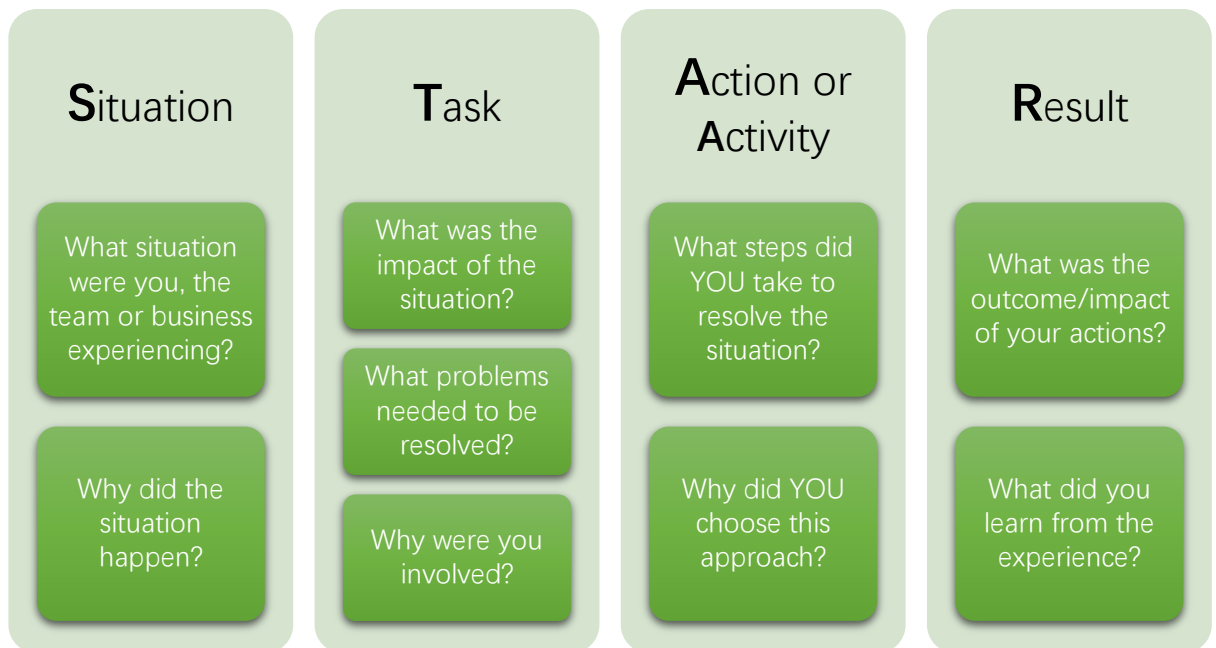 Situation
What situation
were you, the
team or business
experiencing?
Why did the
situation
happen?
Task
What was the
impact of the
situation?
What problems
needed to be
resolved?
Why were you
involved?
Action or
Activity
What steps did
YOU take to
resolve the
situation?
Why did YOU
choose this
approach?
Result
What was the
outcome/impact
of your actions?
What did you
learn from the
experience?